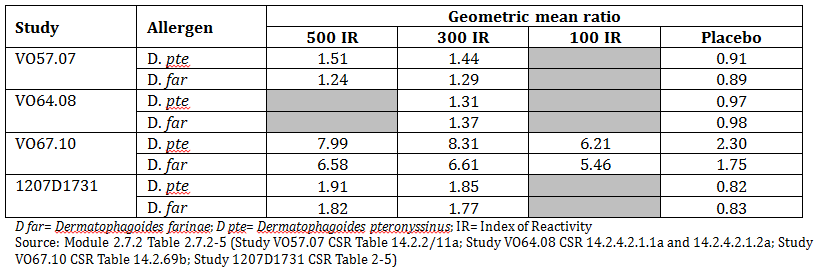 Study Allergen Geometric mean ratio
500 IR 300 IR 100 IR Placebo
VO57.07 D. pte 1.51 1.44 0.91
D. far 1.24 1.29 0.89
VO64.08 D. pte 1.31 0.97
D. far 1.37 0.98
VO67.10 D. pte 7.99 8.31 6.21 2.30
D. far 6.58 6.61 5.46 1.75
1207D1731 D. pte 1.91 1.85 0.82
D. far 1.82 1.77 0.83
D far= Dermatophagoides farinae; D pte= Dermatophagoides pteronyssinus; IR= Index of Reactivity
Source: Module 2.7.2 Table 2.7.2-5 (Study VO57.07 CSR Table 14.2.2/11a; Study VO64.08 CSR 14.2.4.2.1.1a and 14.2.4.2.1.2a; Study
VO67.10 CSR Table 14.2.69b; Study 1207D1731 CSR Table 2-5)